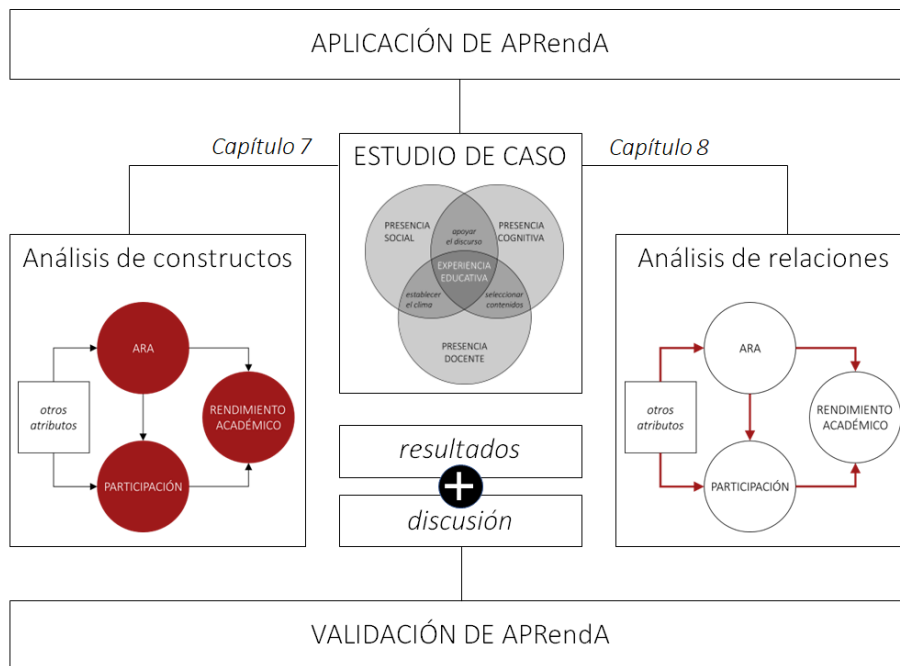 APLICACIÓN DE APRendA
Capítulo 7
ESTUDIO DE CASO
Capítulo 8
PRESENCIA
SOCIAL
apoyar
el discurso
PRESENCIA
COGNITIVA
EXPERIENCIA
EDUCATIVA
establecer
el clima
seleccionar
contenidos
PRESENCIA
DOCENTE
Análisis de constructos
ARA
otros
atributos
RENDIMIENTO
ACADÉMICO
PARTICIPACIÓN
Análisis de relaciones
ARA
otros
atributos
RENDIMIENTO
ACADÉMICO
PARTICIPACIÓN
resultados
+
discusión
VALIDACIÓN DE APRendA